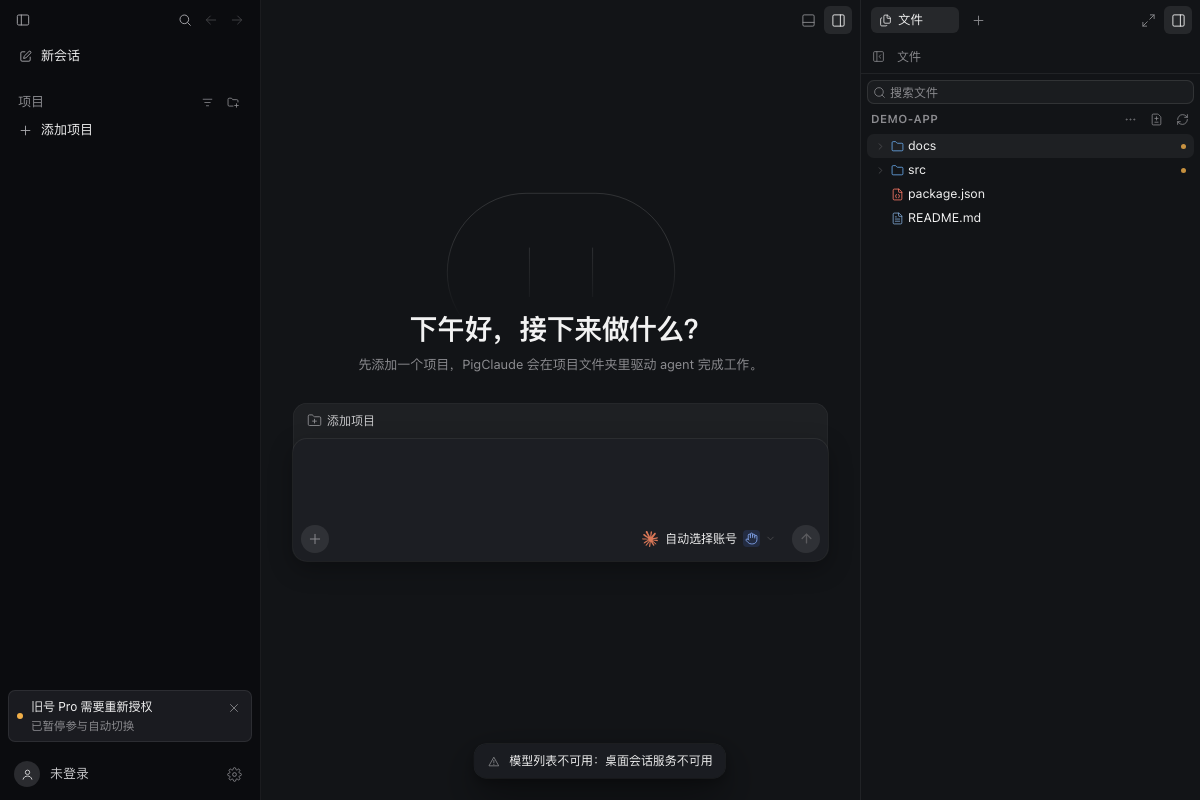 新会话
项目
添加项目
旧号 Pro 需要重新授权
已暂停参与自动切换
未登录
下午好，接下来做什么？
先添加一个项目，PigClaude 会在项目文件夹里驱动 agent 完成工作。
添加项目
自动选择账号
模型列表不可用：桌面会话服务不可用
文件
文件
搜索文件
DEMO-APP
docs
src
package.json
README.md